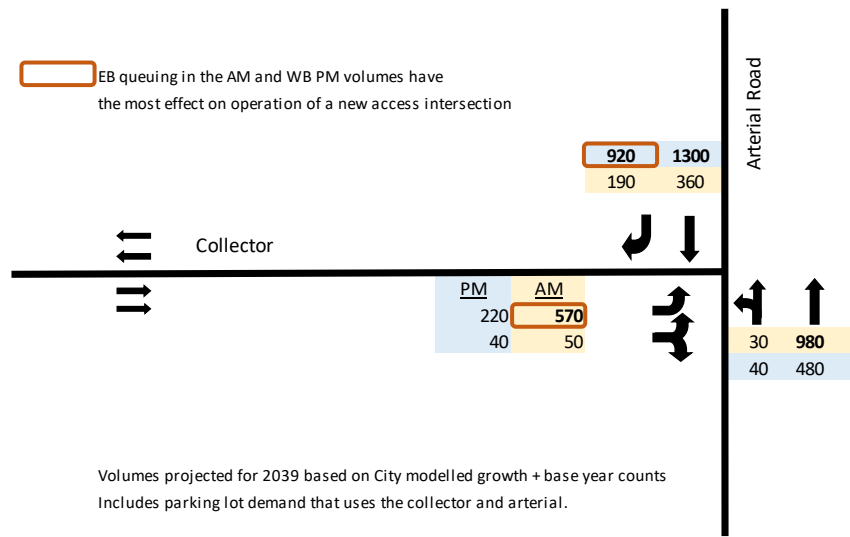 EB queuing in the AM and WB PM volumes have
the most effect on operation of a new access intersection
Arterial Road
920 1300
190 360
Collector
PM AM
220 570
40 50
30 980
40 480
Volumes projected for 2039 based on City modelled growth + base year counts
Includes parking lot demand that uses the collector and arterial.